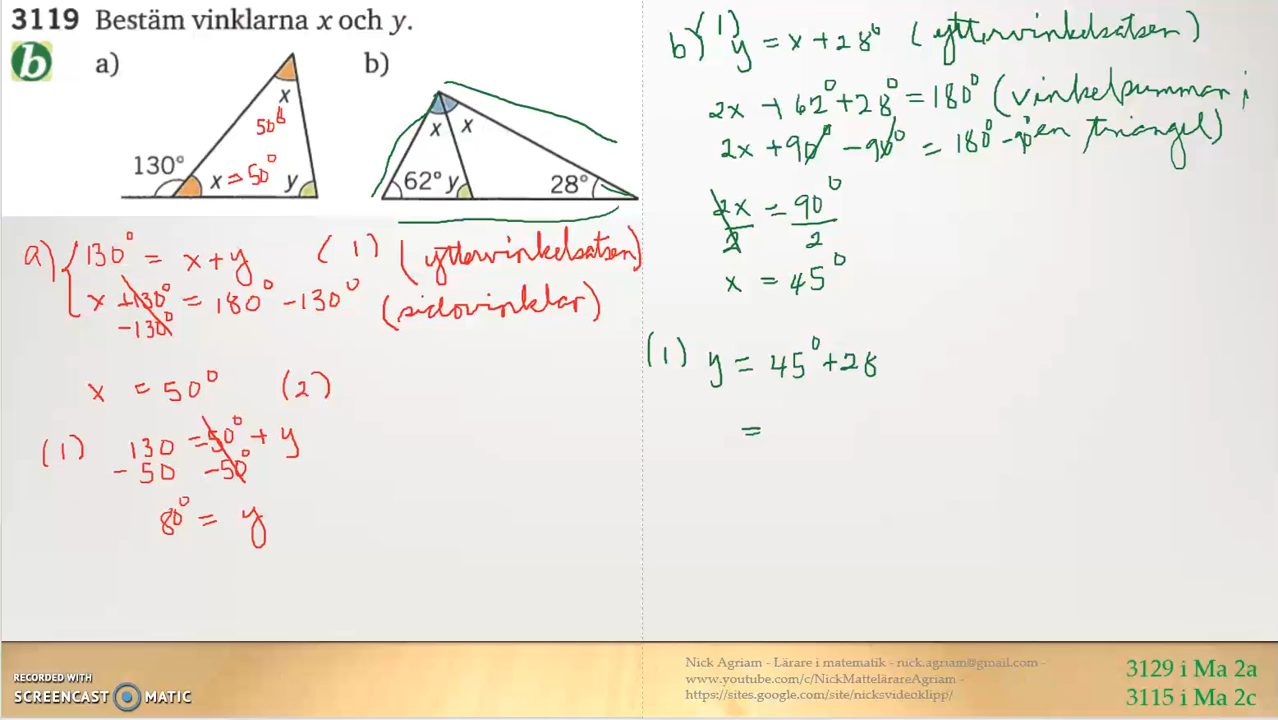 3119 Bestäm vinklarna x och y.
b a) b)
x x x
50°
130° x = 50° y 62° y 28°
a) 130° = x + y (1) (yttervinkelsatsen)
x + 130° = 180° - 130° (sidovinklar)
- 130°
x = 50° (2)
(1) 130 = 50° + y
- 50 - 50°
80° = y
b) (1) y = x + 28° (yttervinkelsatsen)
2x + 62° + 28° = 180° (vinkelsumman i
2x + 90° - 90° = 180° - 90° en triangel)
2x = 90°
2 2
x = 45°
(1) y = 45° + 28
=
RECORDED WITH
SCREENCAST MATIC
Nick Agriam - Lärare i matematik - nick.agriam@gmail.com -
www.youtube.com/c/NickMattelärareAgriam -
https://sites.google.com/site/nicksvideoklipp/
3129 i Ma 2a
3115 i Ma 2c